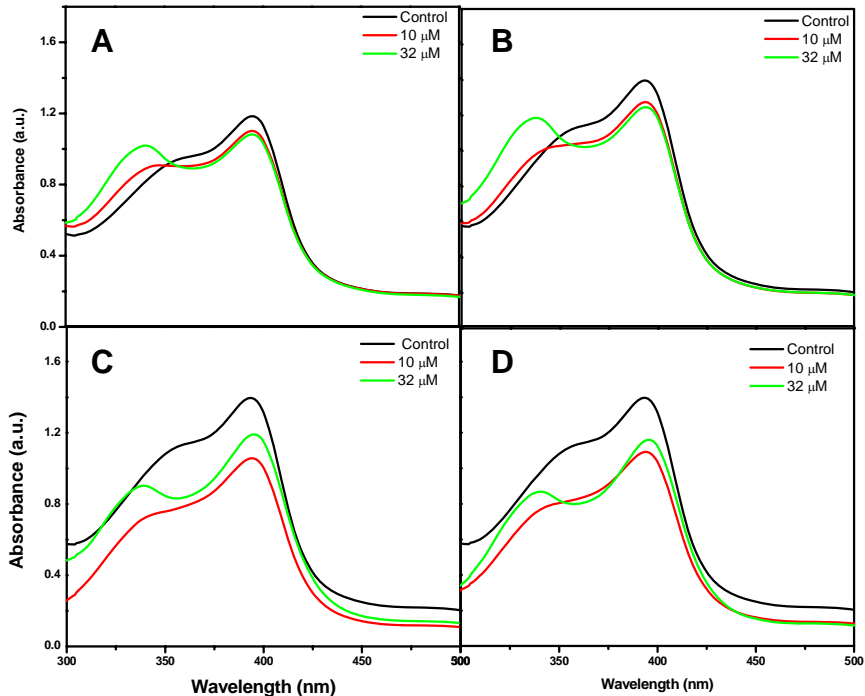 A
Control
10 μM
32 μM
B
Control
10 μM
32 μM
1.6
1.2
0.8
0.4
0.0
Absorbance (a.u.)
C
Control
10 μM
32 μM
D
Control
10 μM
32 μM
1.6
1.2
0.8
0.4
0.0
Absorbance (a.u.)
300 350 400 450 500
300 350 400 450 500
Wavelength (nm)
Wavelength (nm)